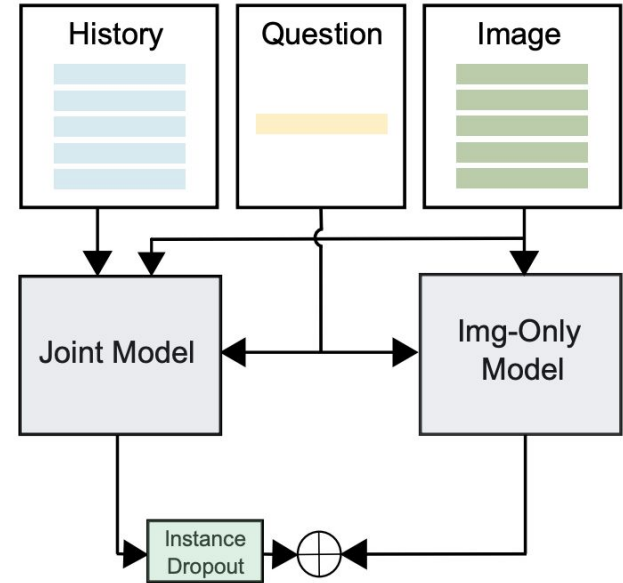 History
Question
Image
Joint Model
Img-Only
Model
Instance
Dropout